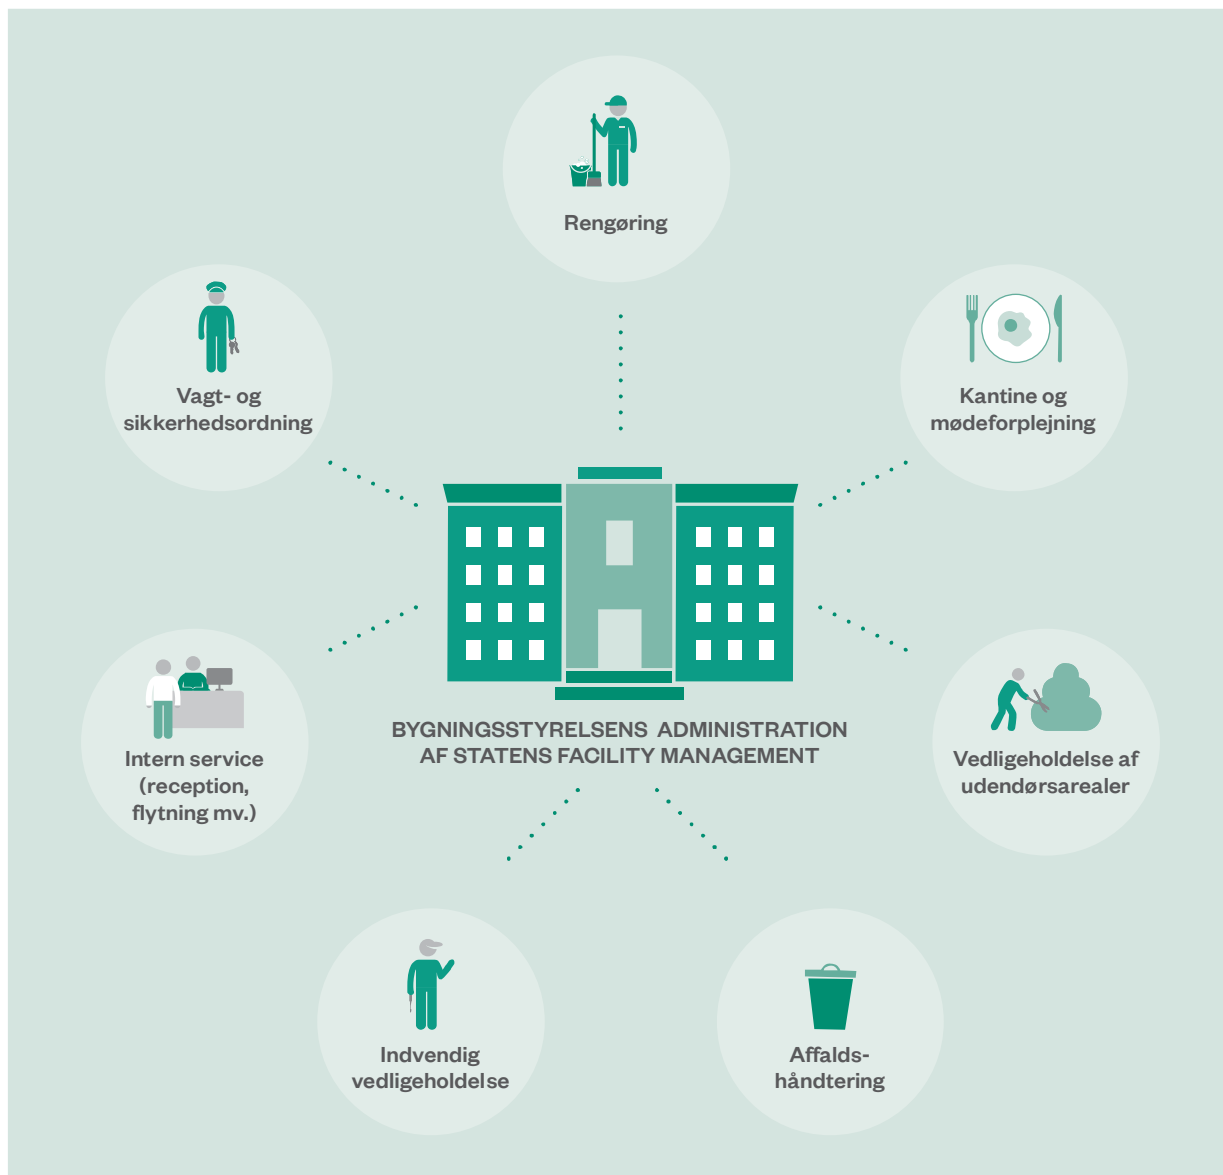 Rengøring
Vagt- og
sikkerhedsordning
Kantine og
mødeforplejning
BYGNINGSSTYRELSENS ADMINISTRATION
AF STATENS FACILITY MANAGEMENT
Intern service
(reception,
flytning mv.)
Vedligeholdelse af
udendørsarealer
Indvendig
vedligeholdelse
Affalds-
håndtering